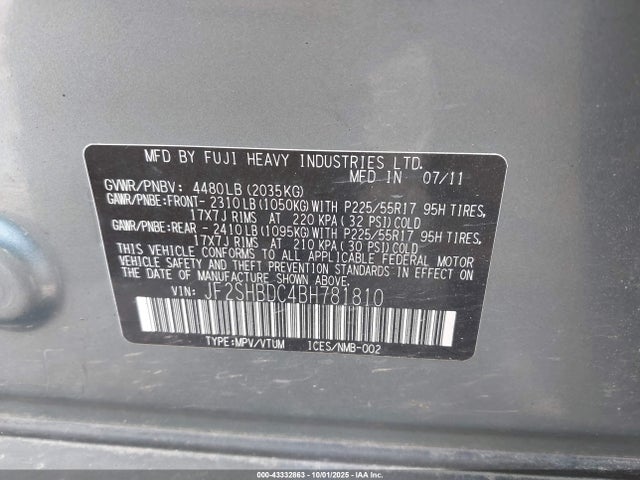 MFD BY FUJI HEAVY INDUSTRIES LTD.
MFD IN 07/11
GVWR/PNBV: 4480LB (2035KG)
GAWR/PNBE:FRONT- 2310 LB (1050KG) WITH P225/55R17 95H TIRES,
17X7J RIMS AT 220 KPA ( 32 PSI) COLD
GAWR/PNBE:REAR - 2410 LB (1095KG) WITH P225/55R17 95H TIRES,
17X7J RIMS AT 210 KPA ( 30 PSI) COLD
THIS VEHICLE CONFORMS TO ALL APPLICABLE FEDERAL MOTOR
VEHICLE SAFETY AND THEFT PREVENTION STANDARDS IN EFFECT
ON THE DATE OF MANUFACTURE SHOWN ABOVE.
VIN: JF2SHBDC4BH781810
TYPE:MPV/VTUM ICES/NMB-002
000-43332863 - 10/01/2025 - IAA Inc.